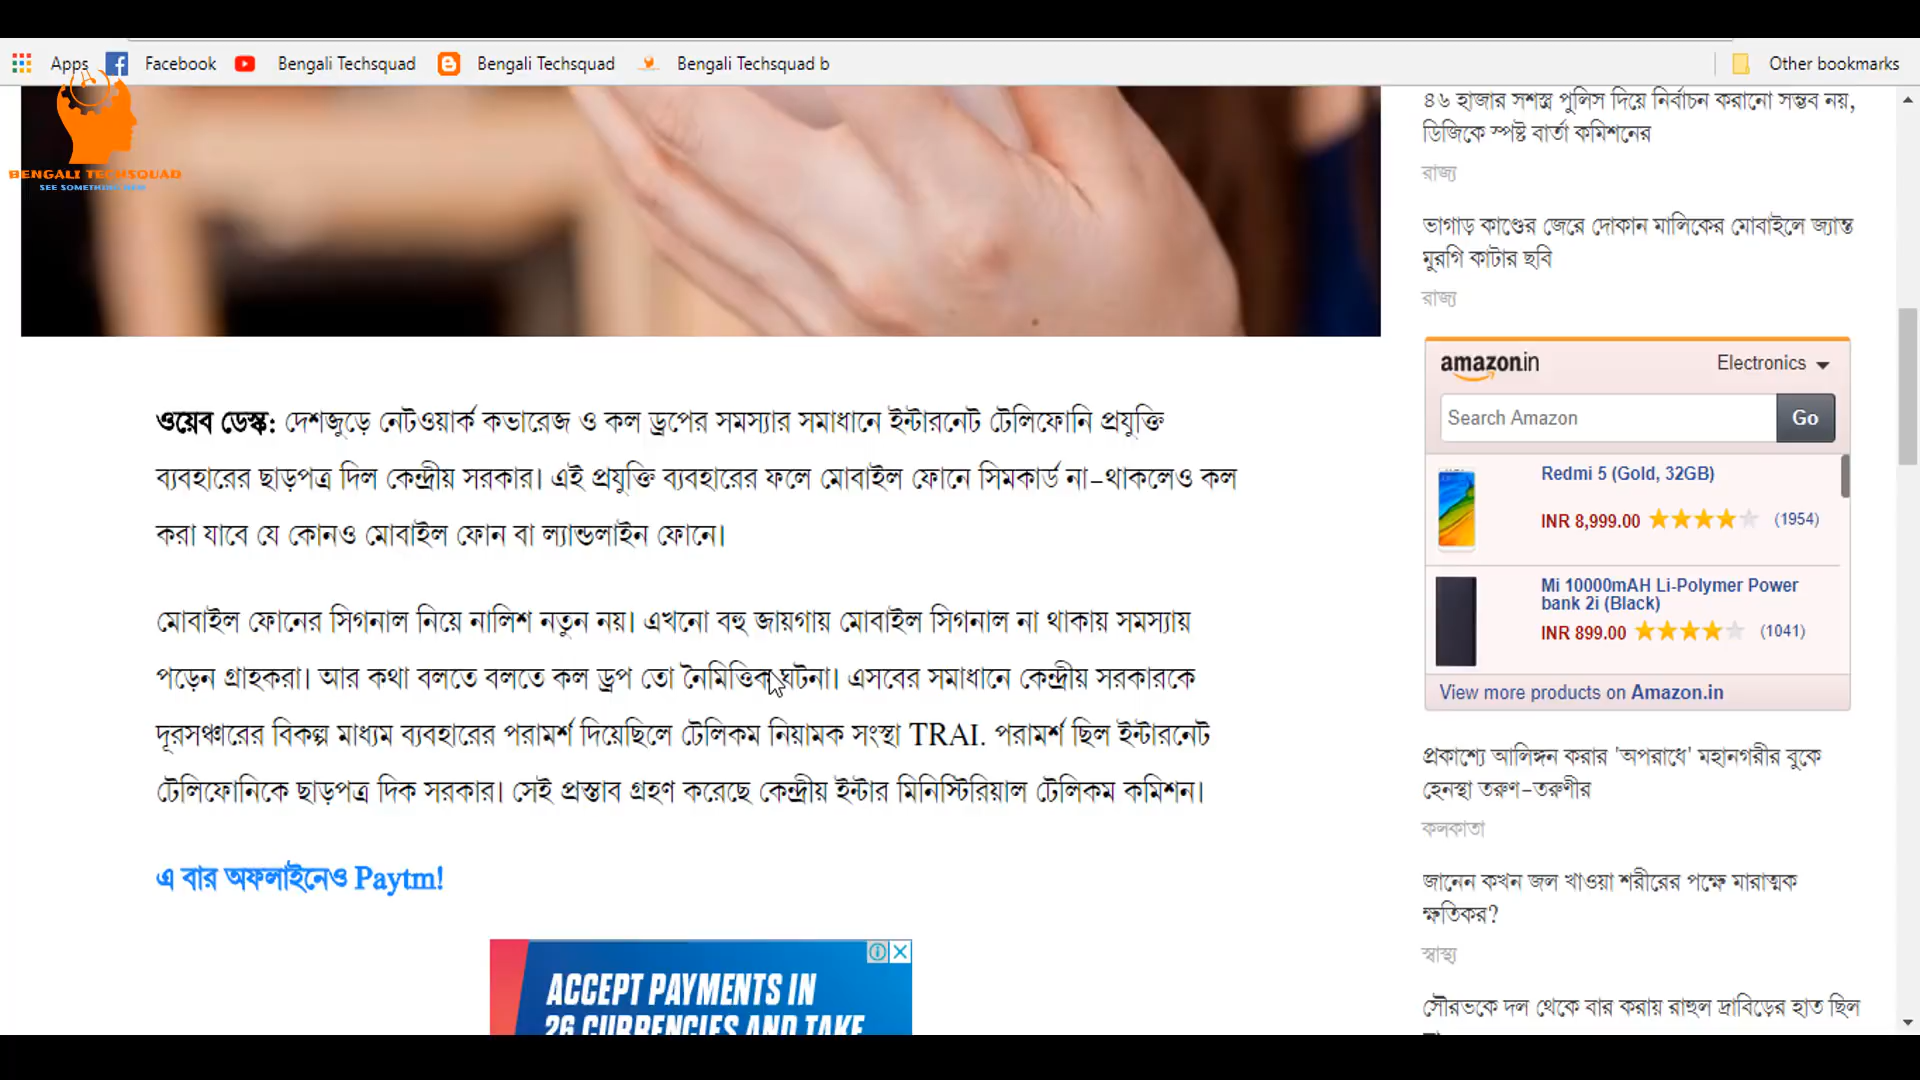 Apps Facebook Bengali Techsquad Bengali Techsquad Bengali Techsquad b Other bookmarks
BENGALI TECHSQUAD
SEE SOMETHING NEW
ওয়েব ডেস্ক: দেশজুড়ে নেটওয়ার্ক কভারেজ ও কল ড্রপের সমস্যার সমাধানে ইন্টারনেট টেলিফোনি প্রযুক্তি
ব্যবহারের ছাড়পত্র দিল কেন্দ্রীয় সরকার। এই প্রযুক্তি ব্যবহারের ফলে মোবাইল ফোনে সিমকার্ড না-থাকলেও কল
করা যাবে যে কোনও মোবাইল ফোন বা ল্যান্ডলাইন ফোনে।
মোবাইল ফোনের সিগনাল নিয়ে নালিশ নতুন নয়। এখনো বহু জায়গায় মোবাইল সিগনাল না থাকায় সমস্যায়
পড়েন গ্রাহকরা। আর কথা বলতে বলতে কল ড্রপ তো নৈমিত্তিক ঘটনা। এসবের সমাধানে কেন্দ্রীয় সরকারকে
দূরসঞ্চারের বিকল্প মাধ্যম ব্যবহারের পরামর্শ দিয়েছিলে টেলিকম নিয়ামক সংস্থা TRAI. পরামর্শ ছিল ইন্টারনেট
টেলিফোনিকে ছাড়পত্র দিক সরকার। সেই প্রস্তাব গ্রহণ করেছে কেন্দ্রীয় ইন্টার মিনিস্টিরিয়াল টেলিকম কমিশন।
এ বার অফলাইনেও Paytm!
ACCEPT PAYMENTS IN
26 CURRENCIES AND TAKE
৪৬ হাজার সশস্ত্র পুলিস দিয়ে নির্বাচন করানো সম্ভব নয়,
ডিজিকে স্পষ্ট বার্তা কমিশনের
রাজ্য
ভাগাড় কাণ্ডের জেরে দোকান মালিকের মোবাইলে জ্যান্ত
মুরগি কাটার ছবি
রাজ্য
amazon.in Electronics
Search Amazon Go
Redmi 5 (Gold, 32GB)
INR 8,999.00 (1954)
Mi 10000mAH Li-Polymer Power
bank 2i (Black)
INR 899.00 (1041)
View more products on Amazon.in
প্রকাশ্যে আলিঙ্গন করার 'অপরাধে' মহানগরীর বুকে
হেনস্থা তরুণ-তরুণীর
কলকাতা
জানেন কখন জল খাওয়া শরীরের পক্ষে মারাত্মক
ক্ষতিকর?
স্বাস্থ্য
সৌরভকে দল থেকে বার করায় রাহুল দ্রাবিড়ের হাত ছিল